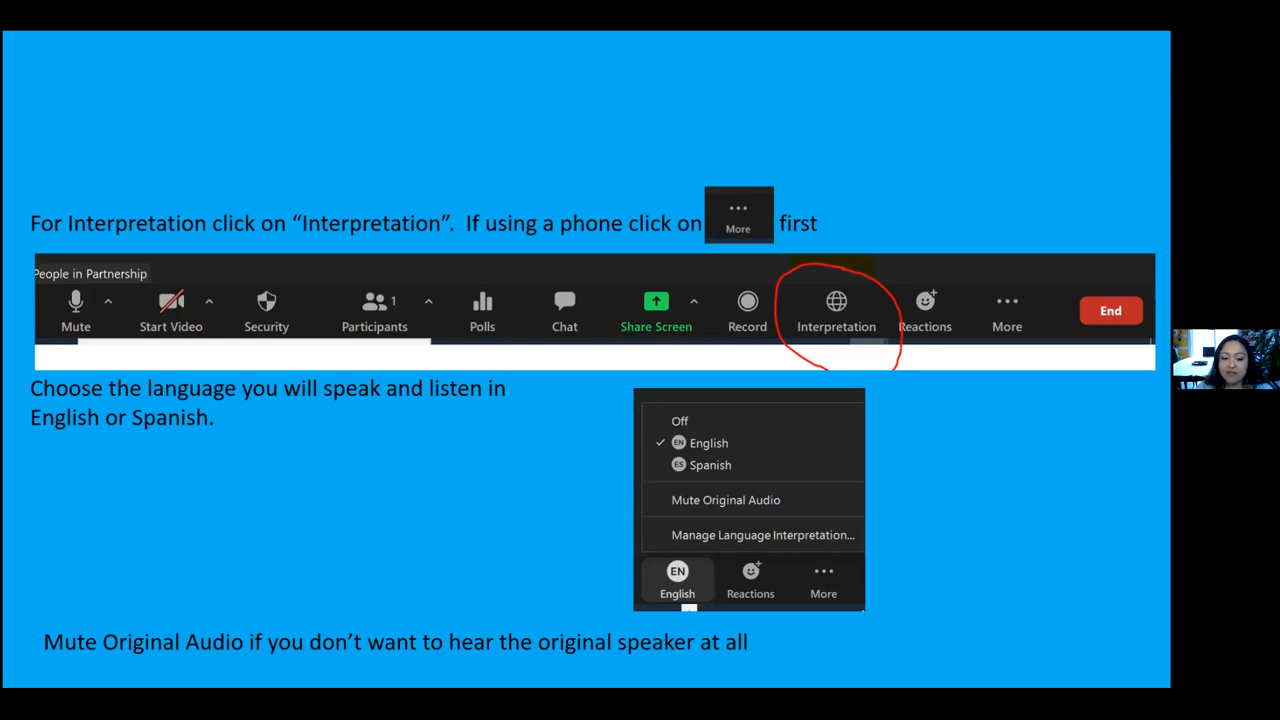 For Interpretation click on “Interpretation”. If using a phone click on ... More first
People in Partnership
1
Mute Start Video Security Participants Polls Chat Share Screen Record Interpretation Reactions More End
Choose the language you will speak and listen in
English or Spanish.
Off
EN English
ES Spanish
Mute Original Audio
Manage Language Interpretation...
EN
English Reactions More
Mute Original Audio if you don’t want to hear the original speaker at all